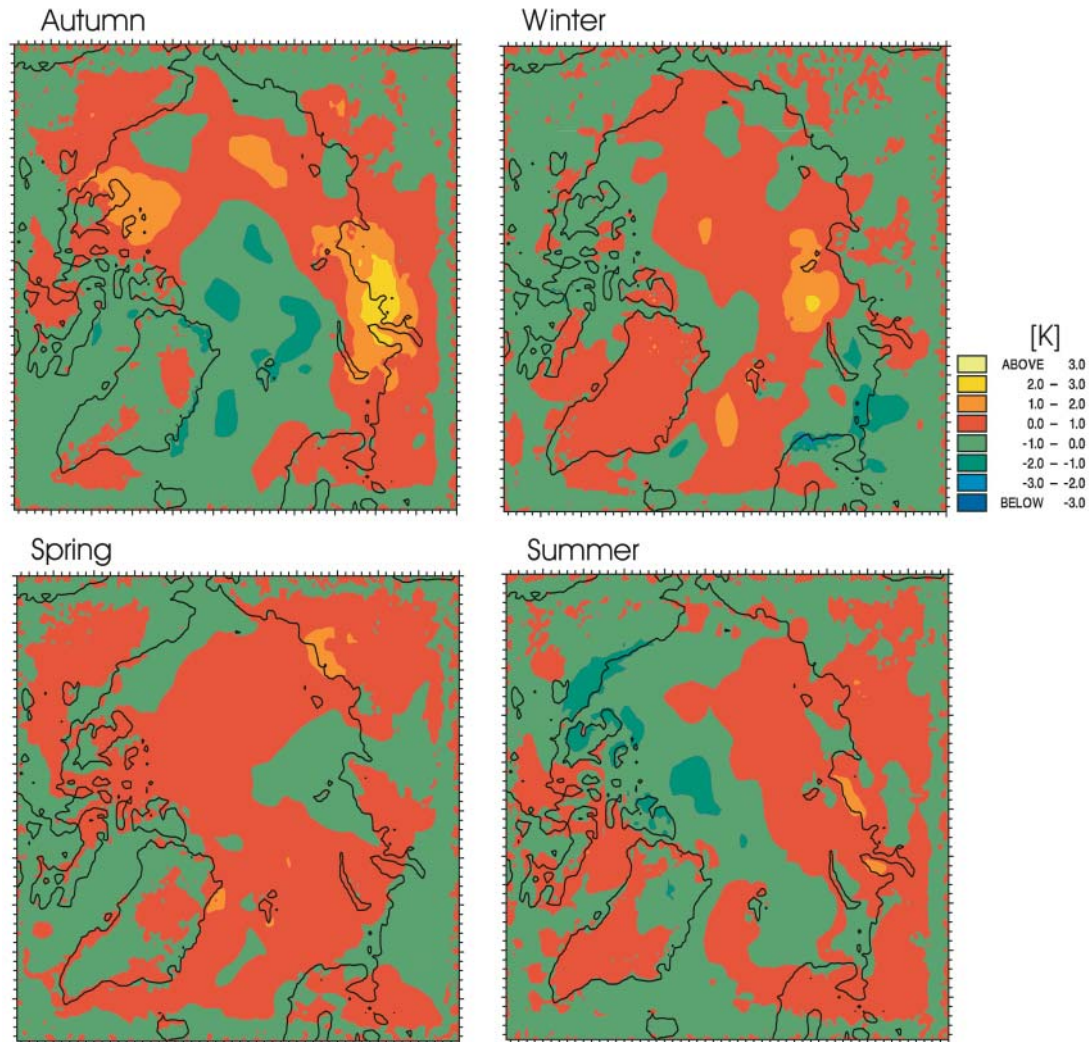 Autumn
Winter
[K]
ABOVE 3.0
2.0 – 3.0
1.0 – 2.0
0.0 – 1.0
-1.0 – 0.0
-2.0 – -1.0
-3.0 – -2.0
BELOW -3.0
Spring
Summer